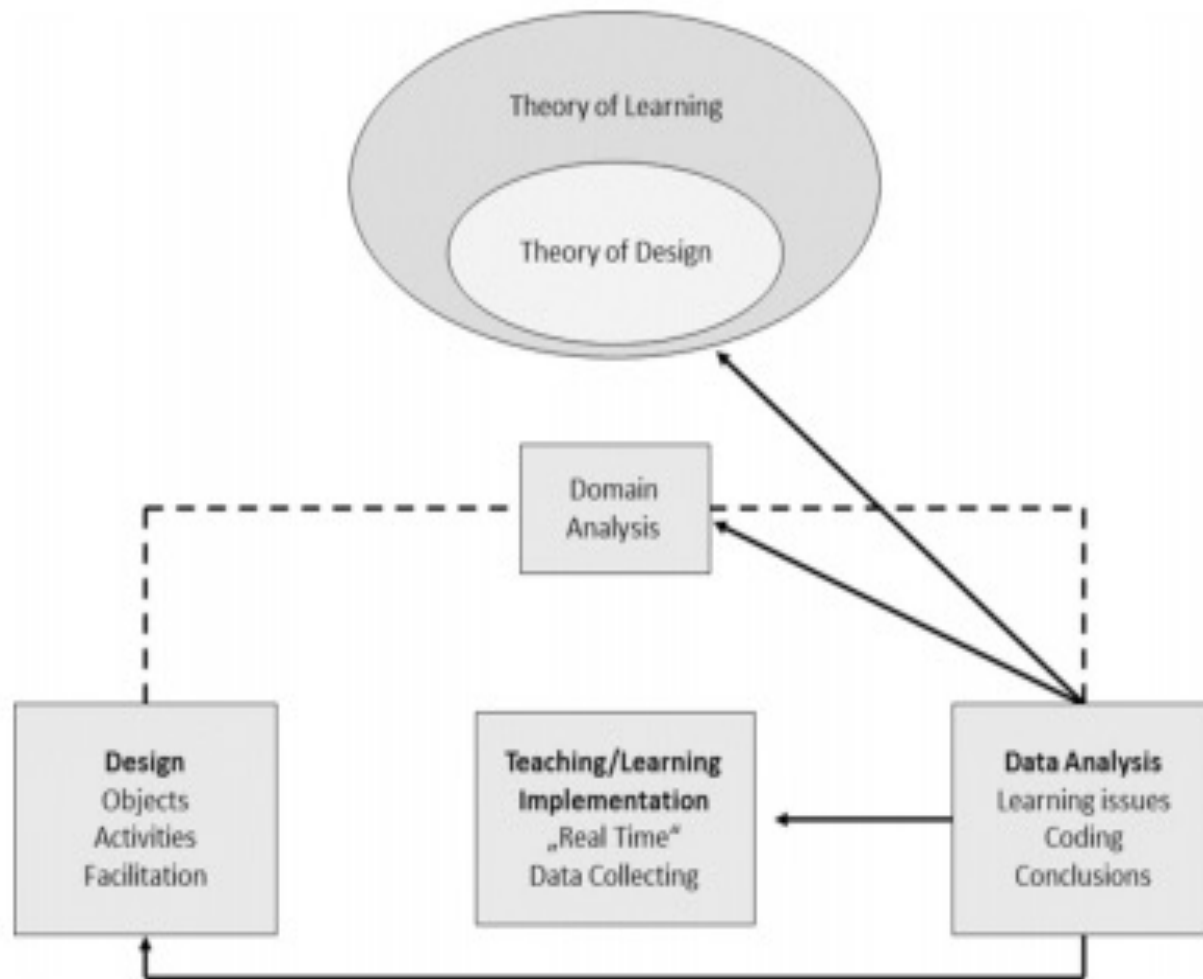 Theory of Learning
Theory of Design
Domain
Analysis
Design
Objects
Activities
Facilitation
Teaching/Learning
Implementation
„Real Time“
Data Collecting
Data Analysis
Learning issues
Coding
Conclusions